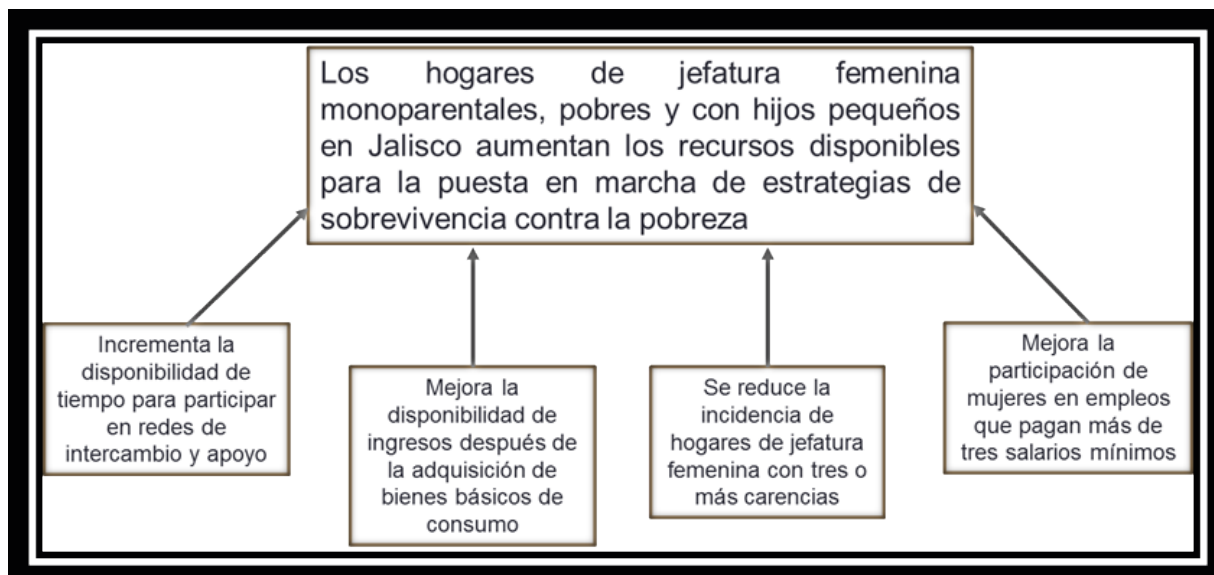 Los hogares de jefatura femenina
monoparentales, pobres y con hijos pequeños
en Jalisco aumentan los recursos disponibles
para la puesta en marcha de estrategias de
sobrevivencia contra la pobreza
Incrementa la
disponibilidad de
tiempo para participar
en redes de
intercambio y apoyo
Mejora la
disponibilidad de
ingresos después de
la adquisición de
bienes básicos de
consumo
Se reduce la
incidencia de
hogares de jefatura
femenina con tres o
más carencias
Mejora la
participación de
mujeres en empleos
que pagan más de
tres salarios mínimos